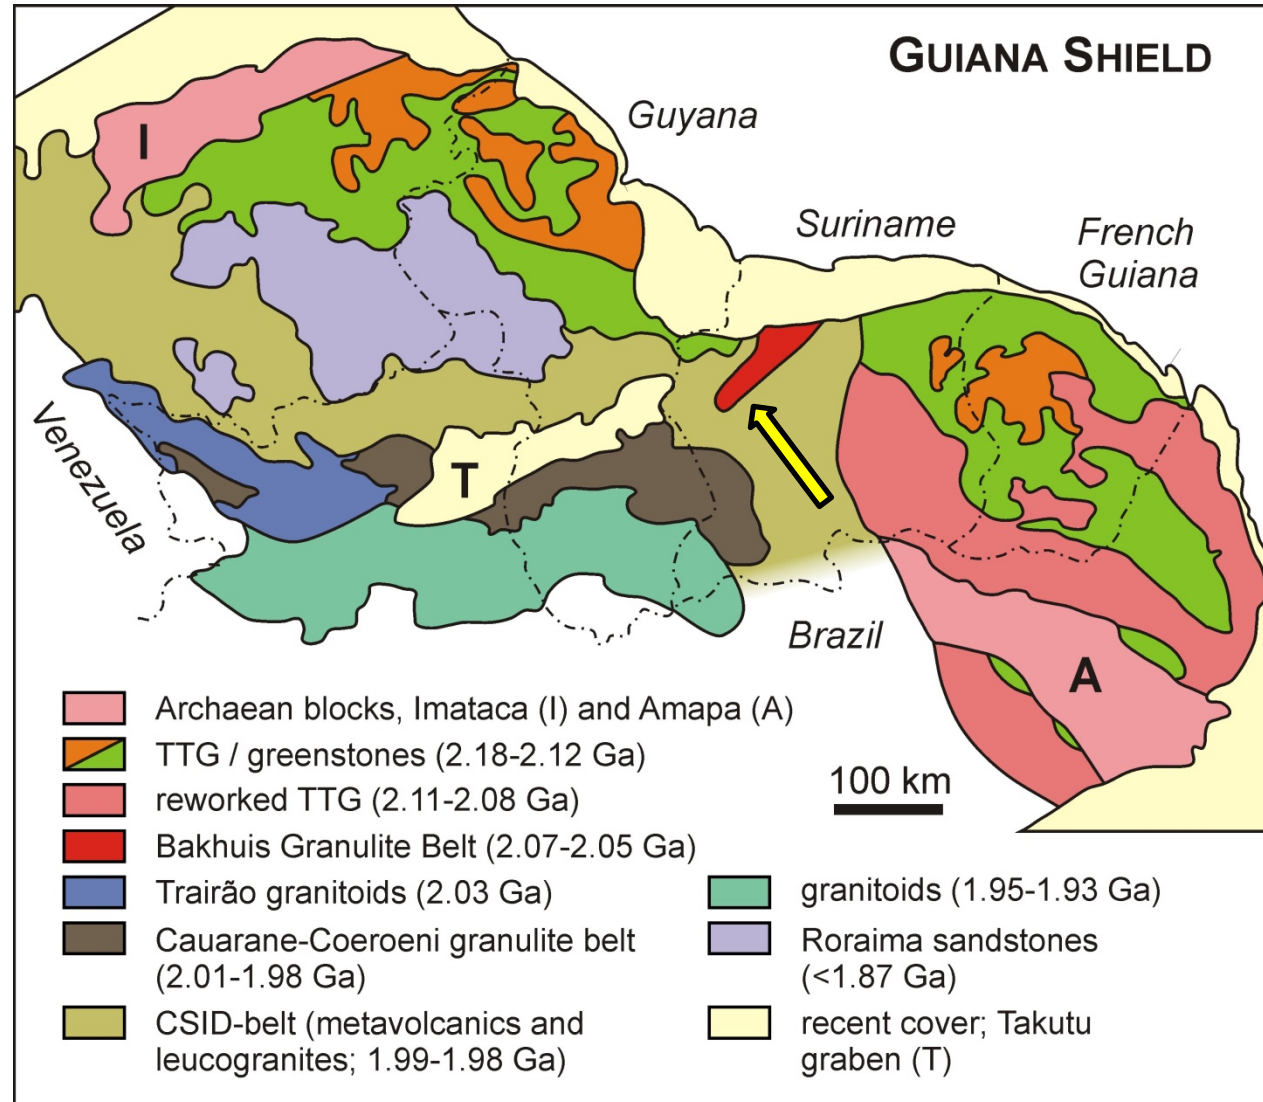 GUIANA SHIELD
Guyana
Suriname
French
Guiana
I
Venezuela
T
Brazil
A
100 km
Archaean blocks, Imataca (I) and Amapa (A)
TTG / greenstones (2.18-2.12 Ga)
reworked TTG (2.11-2.08 Ga)
Bakhuis Granulite Belt (2.07-2.05 Ga)
Trairão granitoids (2.03 Ga)
Cauarane-Coeroeni granulite belt
(2.01-1.98 Ga)
CSID-belt (metavolcanics and
leucogranites; 1.99-1.98 Ga)
granitoids (1.95-1.93 Ga)
Roraima sandstones
(<1.87 Ga)
recent cover; Takutu
graben (T)